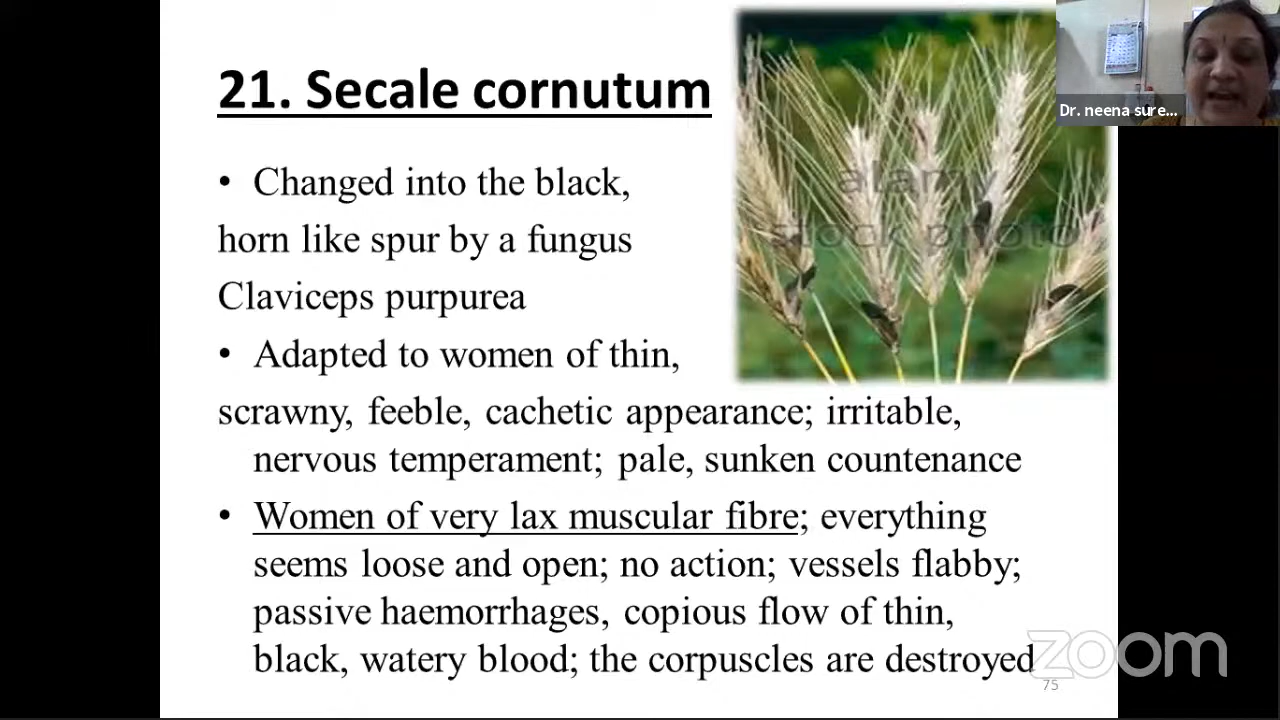 21. Secale cornutum
• Changed into the black,
horn like spur by a fungus
Claviceps purpurea
• Adapted to women of thin,
scrawny, feeble, cachetic appearance; irritable,
nervous temperament; pale, sunken countenance
• Women of very lax muscular fibre; everything
seems loose and open; no action; vessels flabby;
passive haemorrhages, copious flow of thin,
black, watery blood; the corpuscles are destroyed
alamy
stock photo
Dr. neena sure...
zoom
75